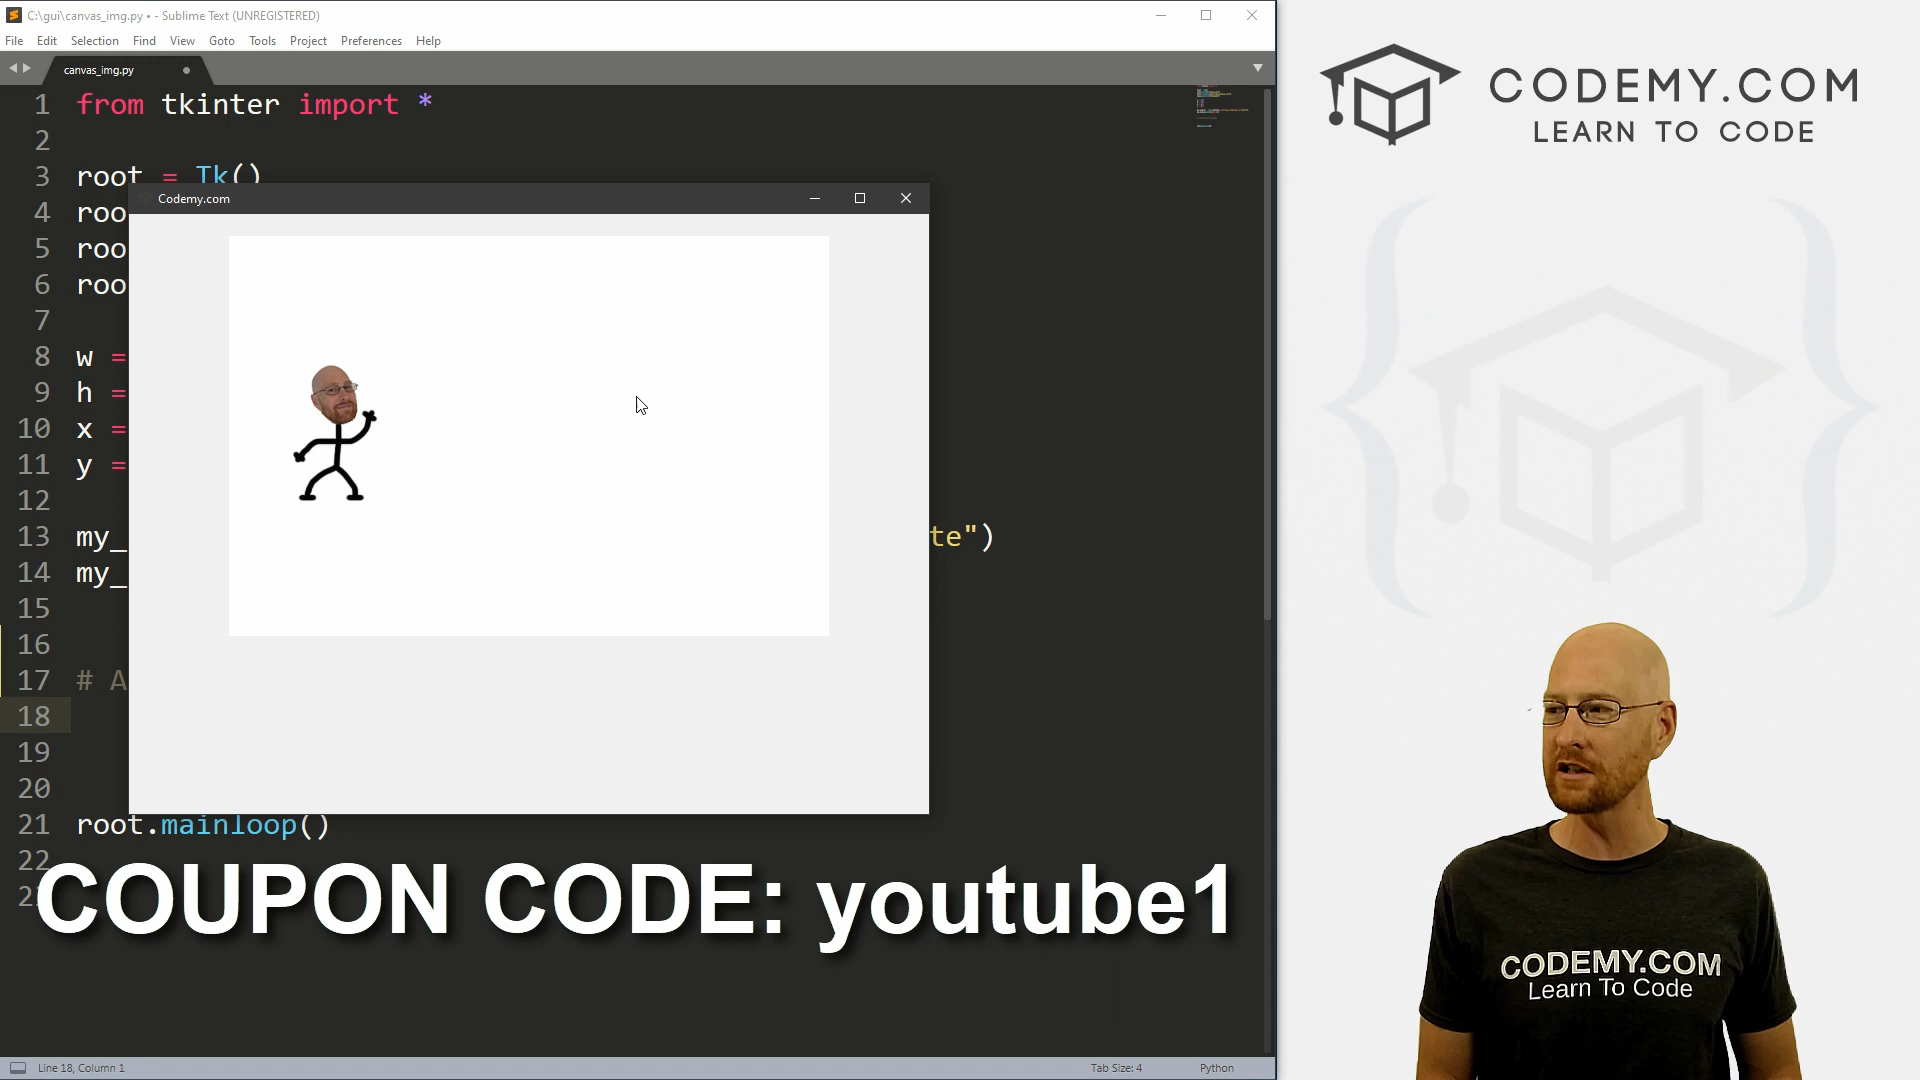 C:\gui\canvas_img.py • - Sublime Text (UNREGISTERED)
File Edit Selection Find View Goto Tools Project Preferences Help
canvas_img.py
1 from tkinter import *
2
3 root = Tk()
4 roo
5 roo
6 roo
7
8 w =
9 h =
10 x =
11 y =
12
13 my_ te")
14 my_
15
16
17 # A
18
19
20
21 root.mainloop()
22
Codemy.com
COUPON CODE: youtube1
Line 18, Column 1
Tab Size: 4
Python
CODEMY.COM
LEARN TO CODE
CODEMY.COM
Learn To Code